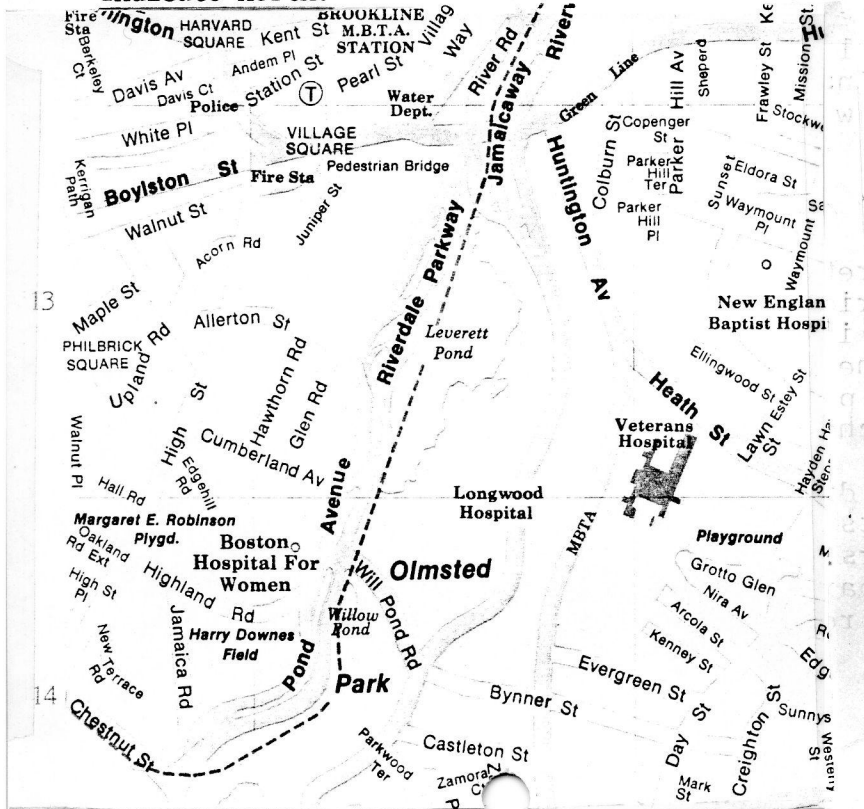 Fire
Sta
HARVARD
SQUARE
Kent St
BROOKLINE
M.B.T.A.
STATION
Village
Way
River Rd
Berkeley
Ct
Davis Av
Davis Ct
Andem Pl
Station St
Pearl St
Police
T
Water
Dept.
Jamaicaway
Green Line
Hill Av
Sheperd
Frawley St
Mission St.
White Pl
VILLAGE
SQUARE
Copenger
St
Colburn St
Parker
Hill
Ter
Parker
Kerrigan
Path
Boylston St
Fire Sta
Pedestrian Bridge
Huntington Av
Sunset
Eldora St
Walnut St
Juniper St
Parker
Hill
Pl
Waymount
Pl
Waymount
Acorn Rd
13
Maple St
Allerton St
Riverdale Parkway
New Englan
Baptist Hospi
Leverett
Pond
PHILBRICK
SQUARE
Upland Rd
Hawthorn Rd
Glen Rd
Ellingwood St
Heath St
Estey St
Lawn
St
High St
Cumberland Av
Veterans
Hospital
Walnut Pl
Edgehill
Rd
Hall Rd
Avenue
Longwood
Hospital
MBTA
Margaret E. Robinson
Plygd.
Playground
Oakland
Rd Ext
Boston
Hospital For
Women
Olmsted
Grotto Glen
High St
Pl
Highland Rd
Will Pond Rd
Nira Av
Arcola St
Jamaica Rd
Willow
Pond
Kenney St
Harry Downes
Field
New Terrace
Rd
Pond
Park
Evergreen St
14
Bynner St
Day St
Creighton St
Chestnut St
Parkwood
Ter
Castleton St
Zamora
Mark
St